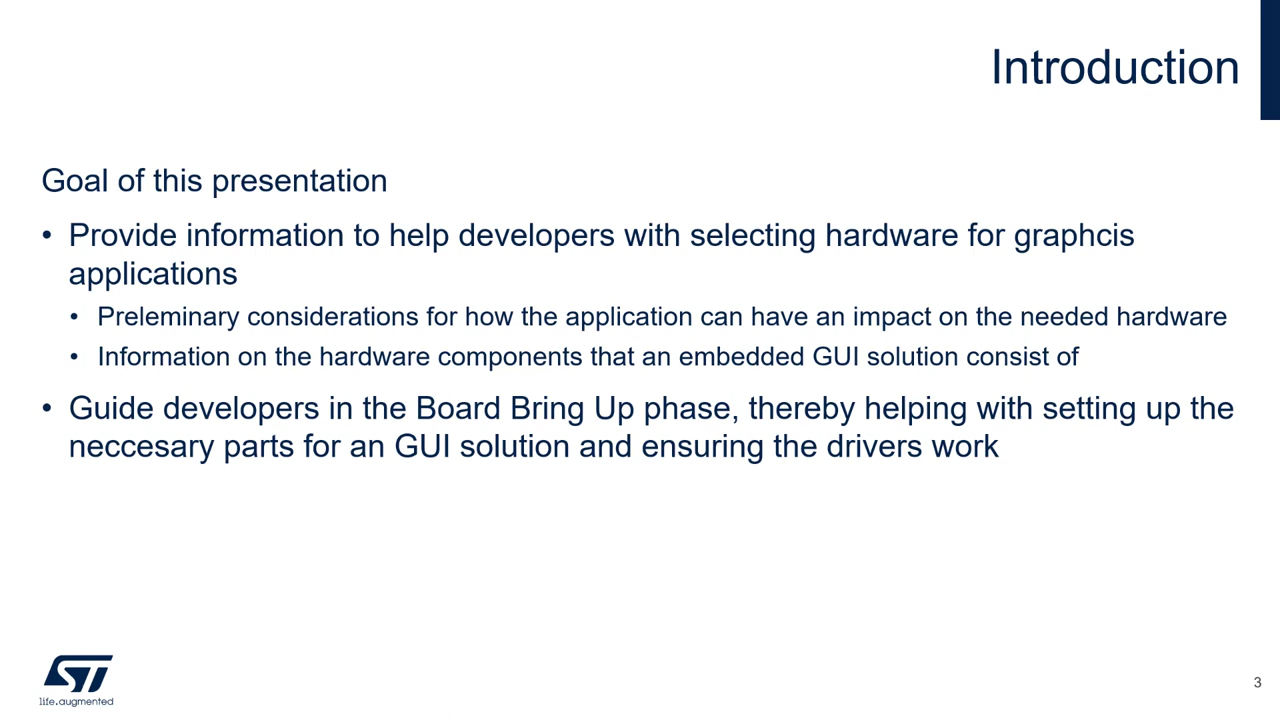 Introduction
Goal of this presentation
• Provide information to help developers with selecting hardware for graphcis
applications
• Preleminary considerations for how the application can have an impact on the needed hardware
• Information on the hardware components that an embedded GUI solution consist of
• Guide developers in the Board Bring Up phase, thereby helping with setting up the
neccesary parts for an GUI solution and ensuring the drivers work
ST
life.augmented
3